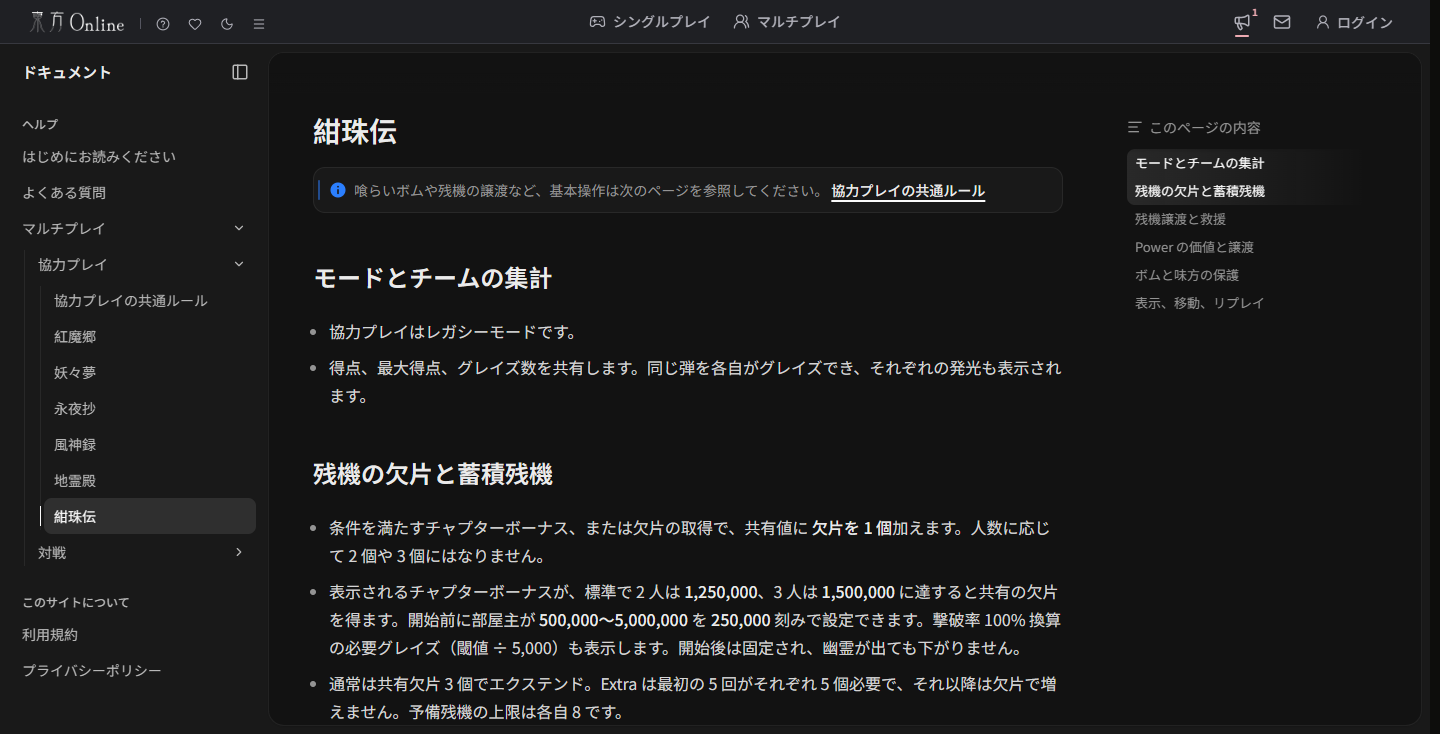 東方Online
シングルプレイ
マルチプレイ
1
ログイン
ドキュメント
ヘルプ
はじめにお読みください
よくある質問
マルチプレイ
協力プレイ
協力プレイの共通ルール
紅魔郷
妖々夢
永夜抄
風神録
地霊殿
紺珠伝
対戦
このサイトについて
利用規約
プライバシーポリシー
紺珠伝
喰らいボムや残機の譲渡など、基本操作は次のページを参照してください。 協力プレイの共通ルール
モードとチームの集計
協力プレイはレガシーモードです。
得点、最大得点、グレイズ数を共有します。同じ弾を各自がグレイズでき、それぞれの発光も表示され
ます。
残機の欠片と蓄積残機
条件を満たすチャプターボーナス、または欠片の取得で、共有値に 欠片を 1 個加えます。人数に応じ
て 2 個や 3 個にはなりません。
表示されるチャプターボーナスが、標準で 2 人は 1,250,000、3 人は 1,500,000 に達すると共有の欠片
を得ます。開始前に部屋主が 500,000〜5,000,000 を 250,000 刻みで設定できます。撃破率 100% 換算
の必要グレイズ（閾値 ÷ 5,000）も表示します。開始後は固定され、幽霊が出ても下がりません。
通常は共有欠片 3 個でエクステンド。Extra は最初の 5 回がそれぞれ 5 個必要で、それ以降は欠片で増
えません。予備残機の上限は各自 8 です。
このページの内容
モードとチームの集計
残機の欠片と蓄積残機
残機譲渡と救援
Power の価値と譲渡
ボムと味方の保護
表示、移動、リプレイ